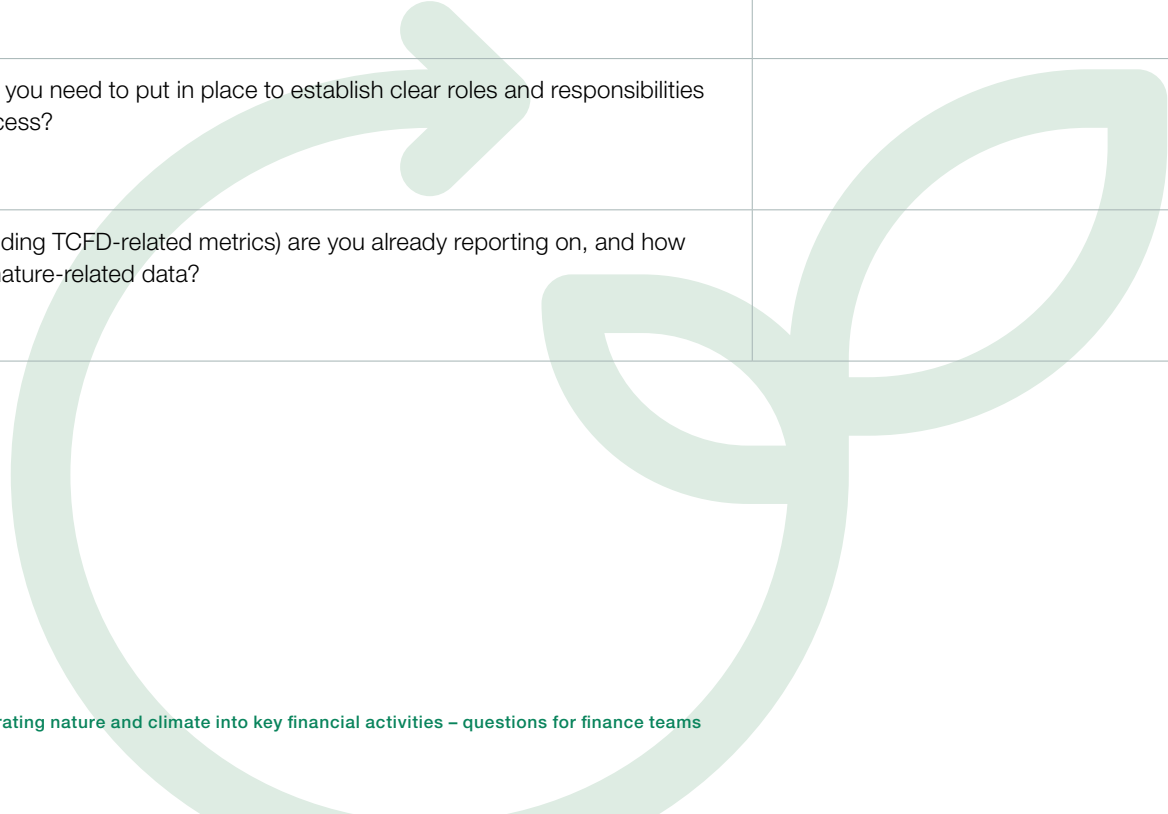 you need to put in place to establish clear roles and responsibilities
cess?
ding TCFD-related metrics) are you already reporting on, and how
nature-related data?
rating nature and climate into key financial activities – questions for finance teams